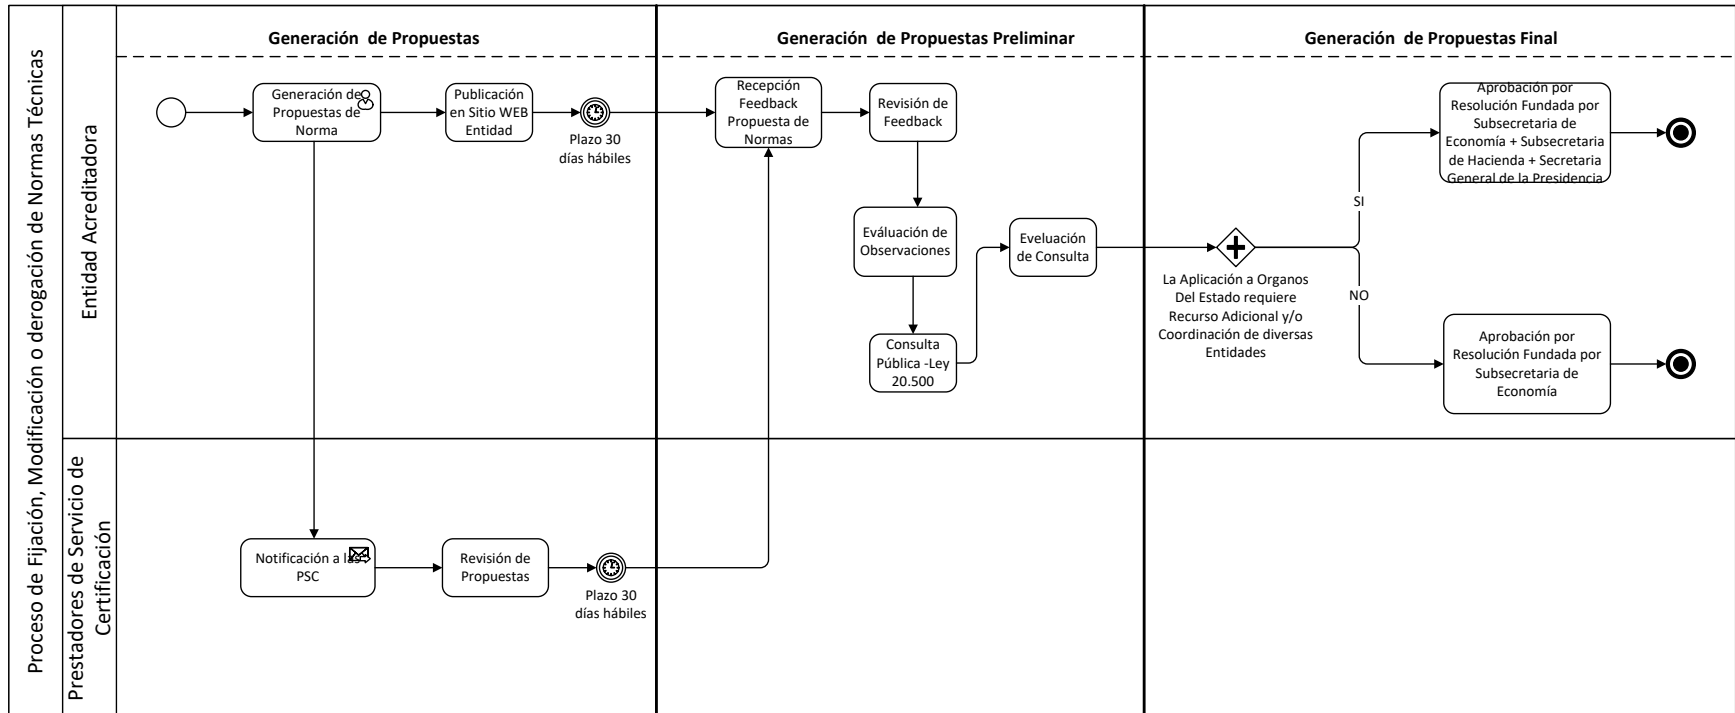 Proceso de Fijación, Modificación o derogación de Normas Técnicas
Entidad Acreditadora
Generación de Propuestas
Generación de Propuestas Preliminar
Generación de Propuestas Final
Generación de
Propuestas de
Norma
Publicación
en Sitio WEB
Entidad
Plazo 30
días hábiles
Recepción
Feedback
Propuesta de
Normas
Revisión de
Feedback
Eváluación de
Observaciones
Consulta
Pública -Ley
20.500
Eveluación
de Consulta
La Aplicación a Organos
Del Estado requiere
Recurso Adicional y/o
Coordinación de diversas
Entidades
SI
NO
Aprobación por
Resolución Fundada por
Subsecretaria de
Economía + Subsecretaria
de Hacienda + Secretaria
General de la Presidencia
Aprobación por
Resolución Fundada por
Subsecretaria de
Economía
Prestadores de Servicio de
Certificación
Notificación a las
PSC
Revisión de
Propuestas
Plazo 30
días hábiles